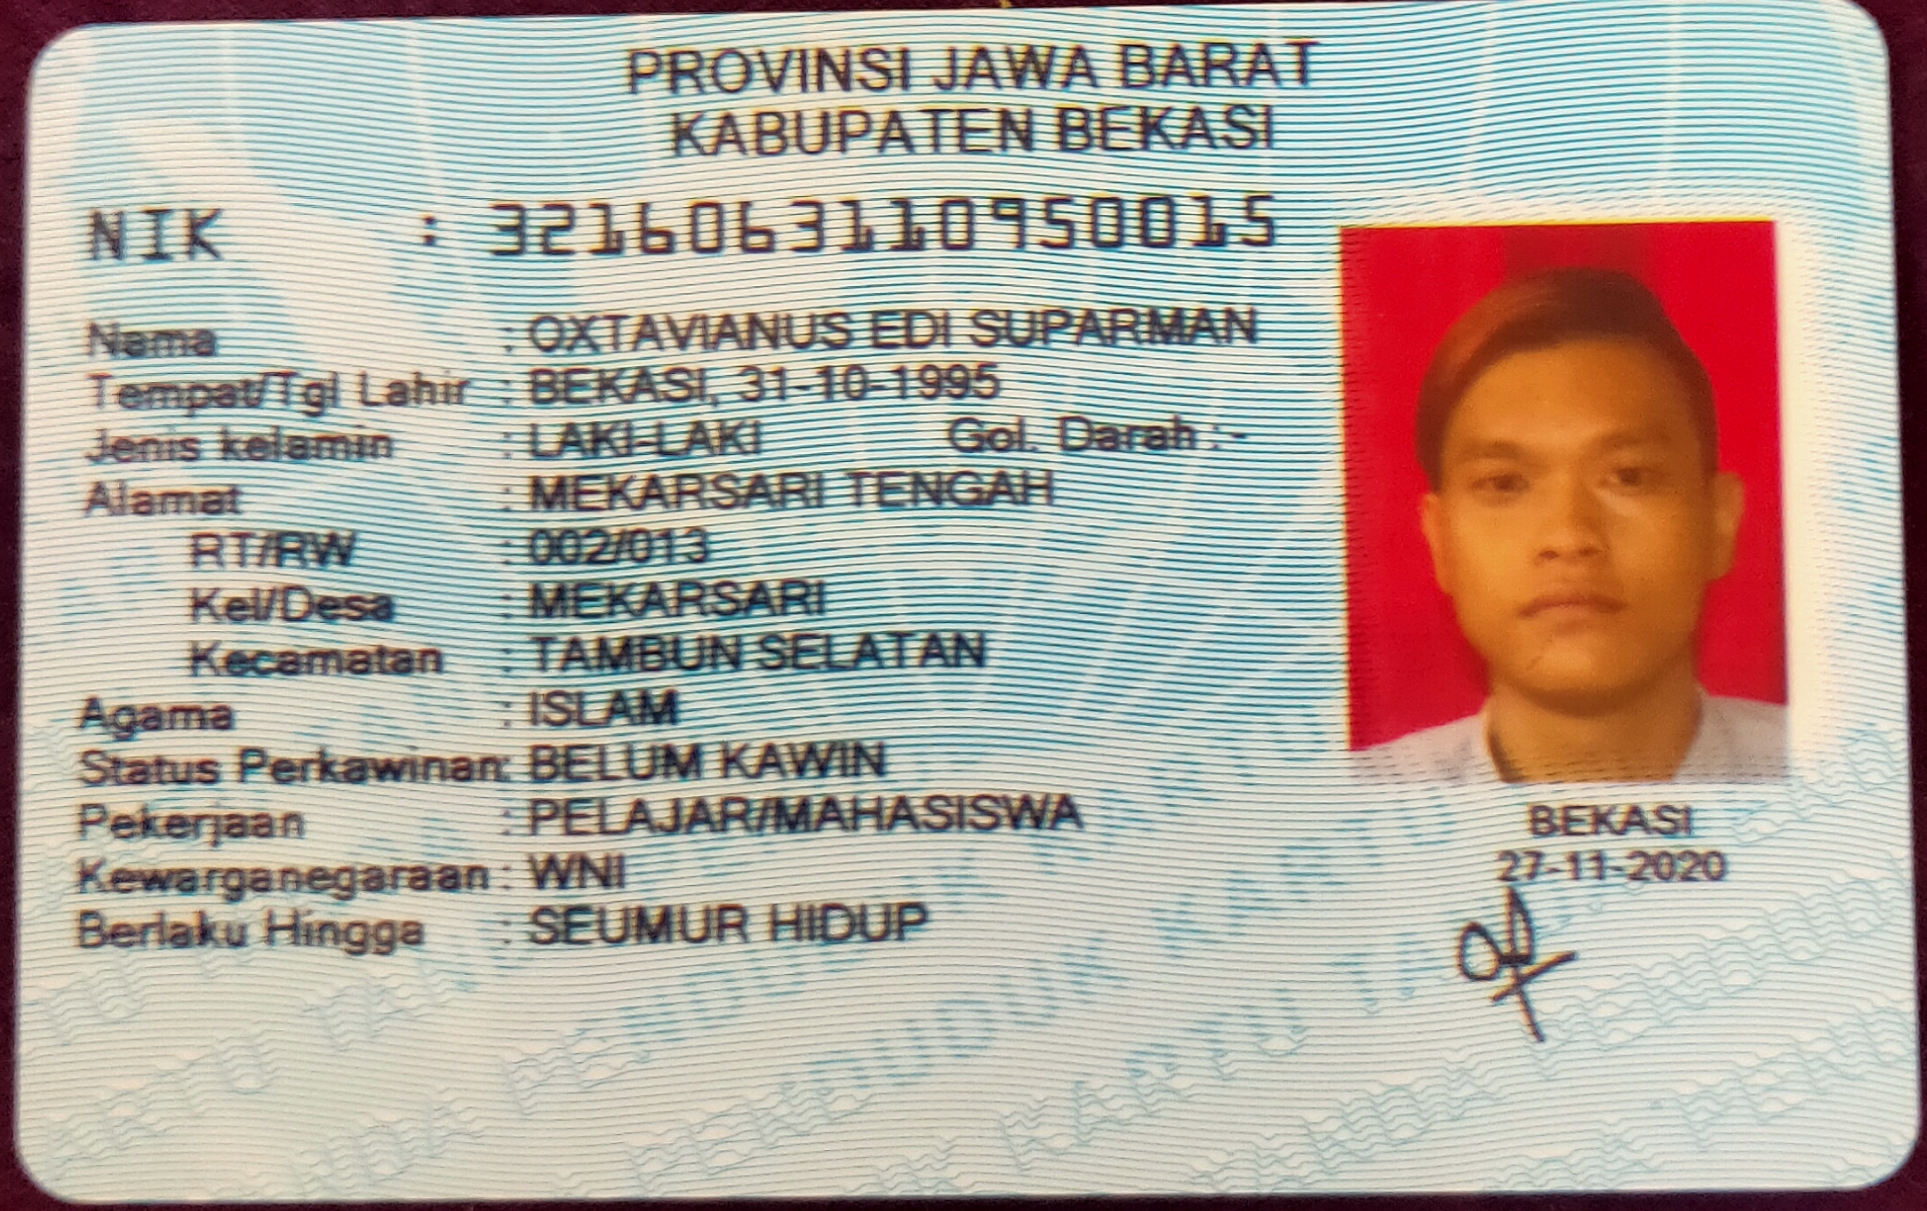 PROVINSI JAWA BARAT
KABUPATEN BEKASI
NIK : 3216063110950015
Nama : OXTAVIANUS EDI SUPARMAN
Tempat/Tgl Lahir : BEKASI, 31-10-1995
Jenis kelamin : LAKI-LAKI Gol. Darah : -
Alamat : MEKARSARI TENGAH
RT/RW : 002/013
Kel/Desa : MEKARSARI
Kecamatan : TAMBUN SELATAN
Agama : ISLAM
Status Perkawinan: BELUM KAWIN
Pekerjaan : PELAJAR/MAHASISWA
Kewarganegaraan : WNI
Berlaku Hingga : SEUMUR HIDUP
BEKASI
27-11-2020